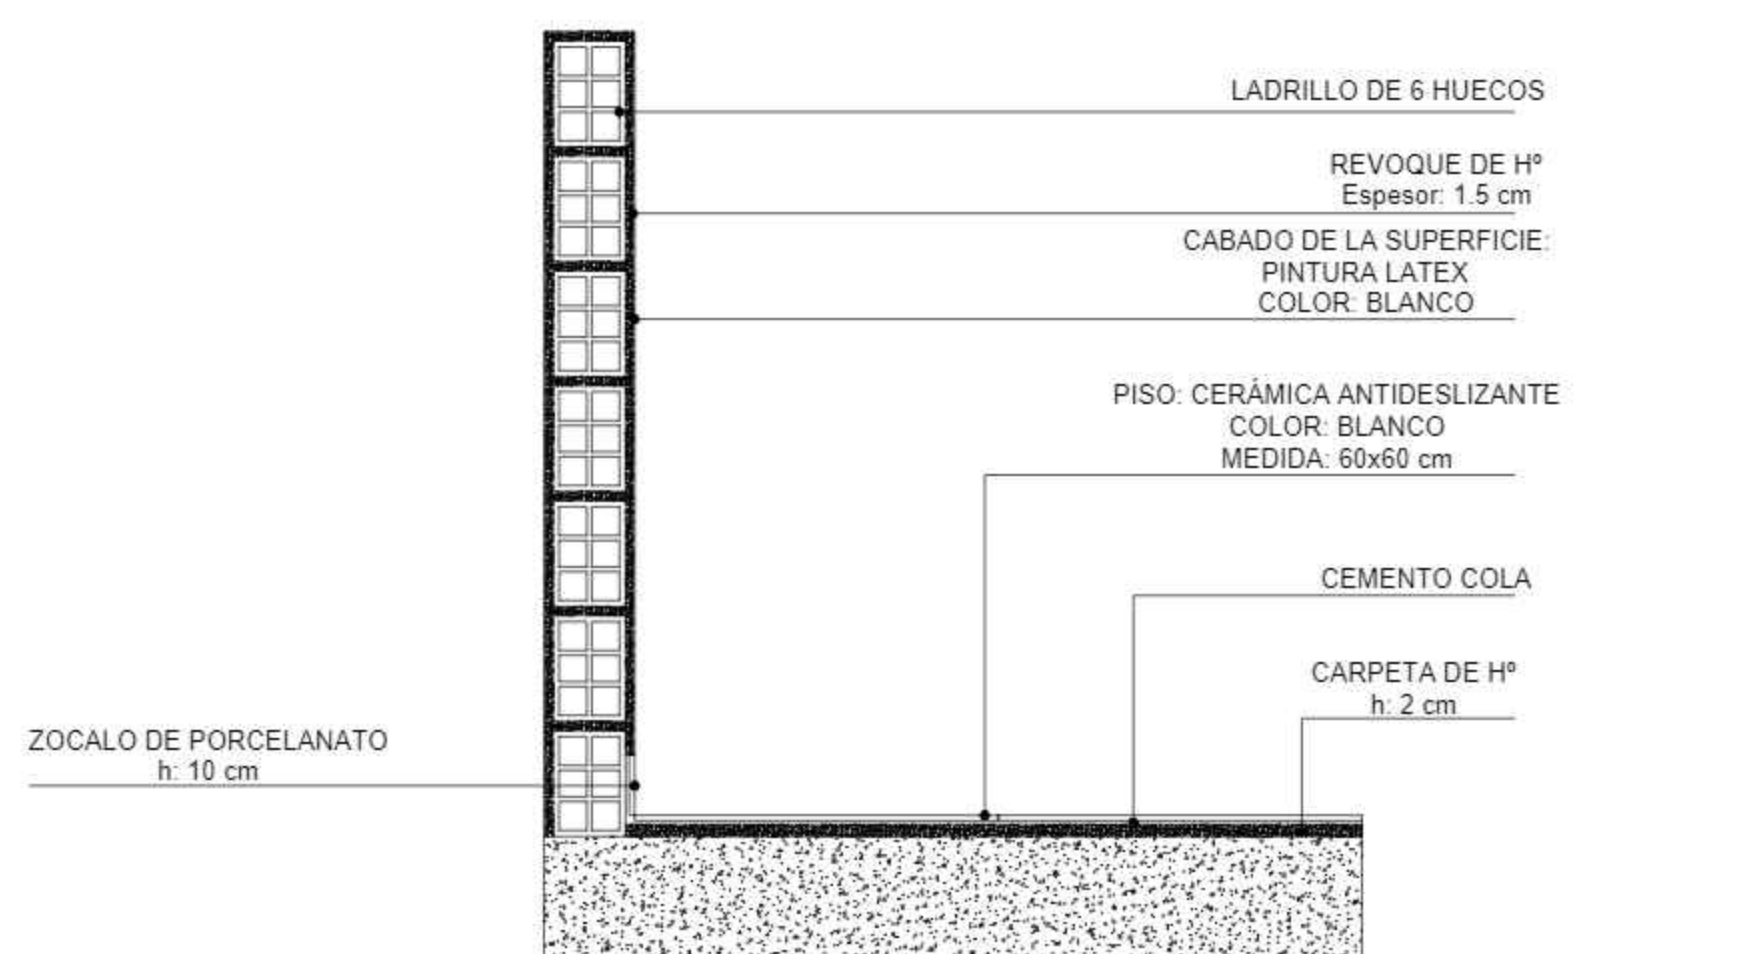 LADRILLO DE 6 HUECOS
REVOQUE DE Hº
Espesor: 1.5 cm
CABADO DE LA SUPERFICIE:
PINTURA LATEX
COLOR: BLANCO
PISO: CERÁMICA ANTIDESLIZANTE
COLOR: BLANCO
MEDIDA: 60x60 cm
CEMENTO COLA
CARPETA DE Hº
h: 2 cm
ZOCALO DE PORCELANATO
h: 10 cm